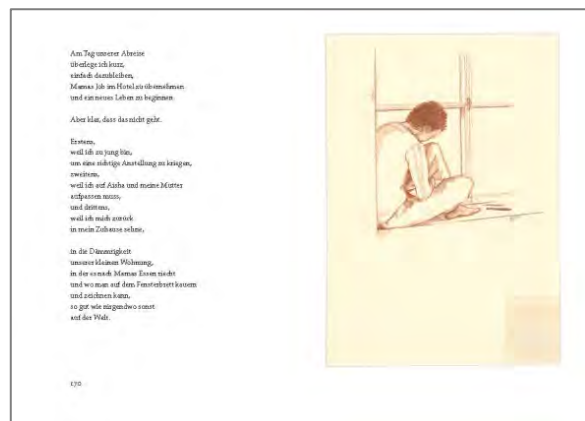 Am Tag unserer Abreise
überlege ich kurz,
einfach dazubleiben,
Mamas Job im Hotel zu übernehmen
und ein neues Leben zu beginnen.
Aber klar, dass das nicht geht.
Erstens,
weil ich zu jung bin,
um eine richtige Anstellung zu kriegen,
zweitens,
weil ich auf Aisha und meine Mutter
aufpassen muss,
und drittens,
weil ich mich zurück
in mein Zuhause sehne,
in die Dämmrigkeit
unserer kleinen Wohnung,
in der es nach Mamas Essen riecht
und wo man auf dem Fensterbrett kauern
und zeichnen kann,
so gut wie nirgendwo sonst
auf der Welt.
170